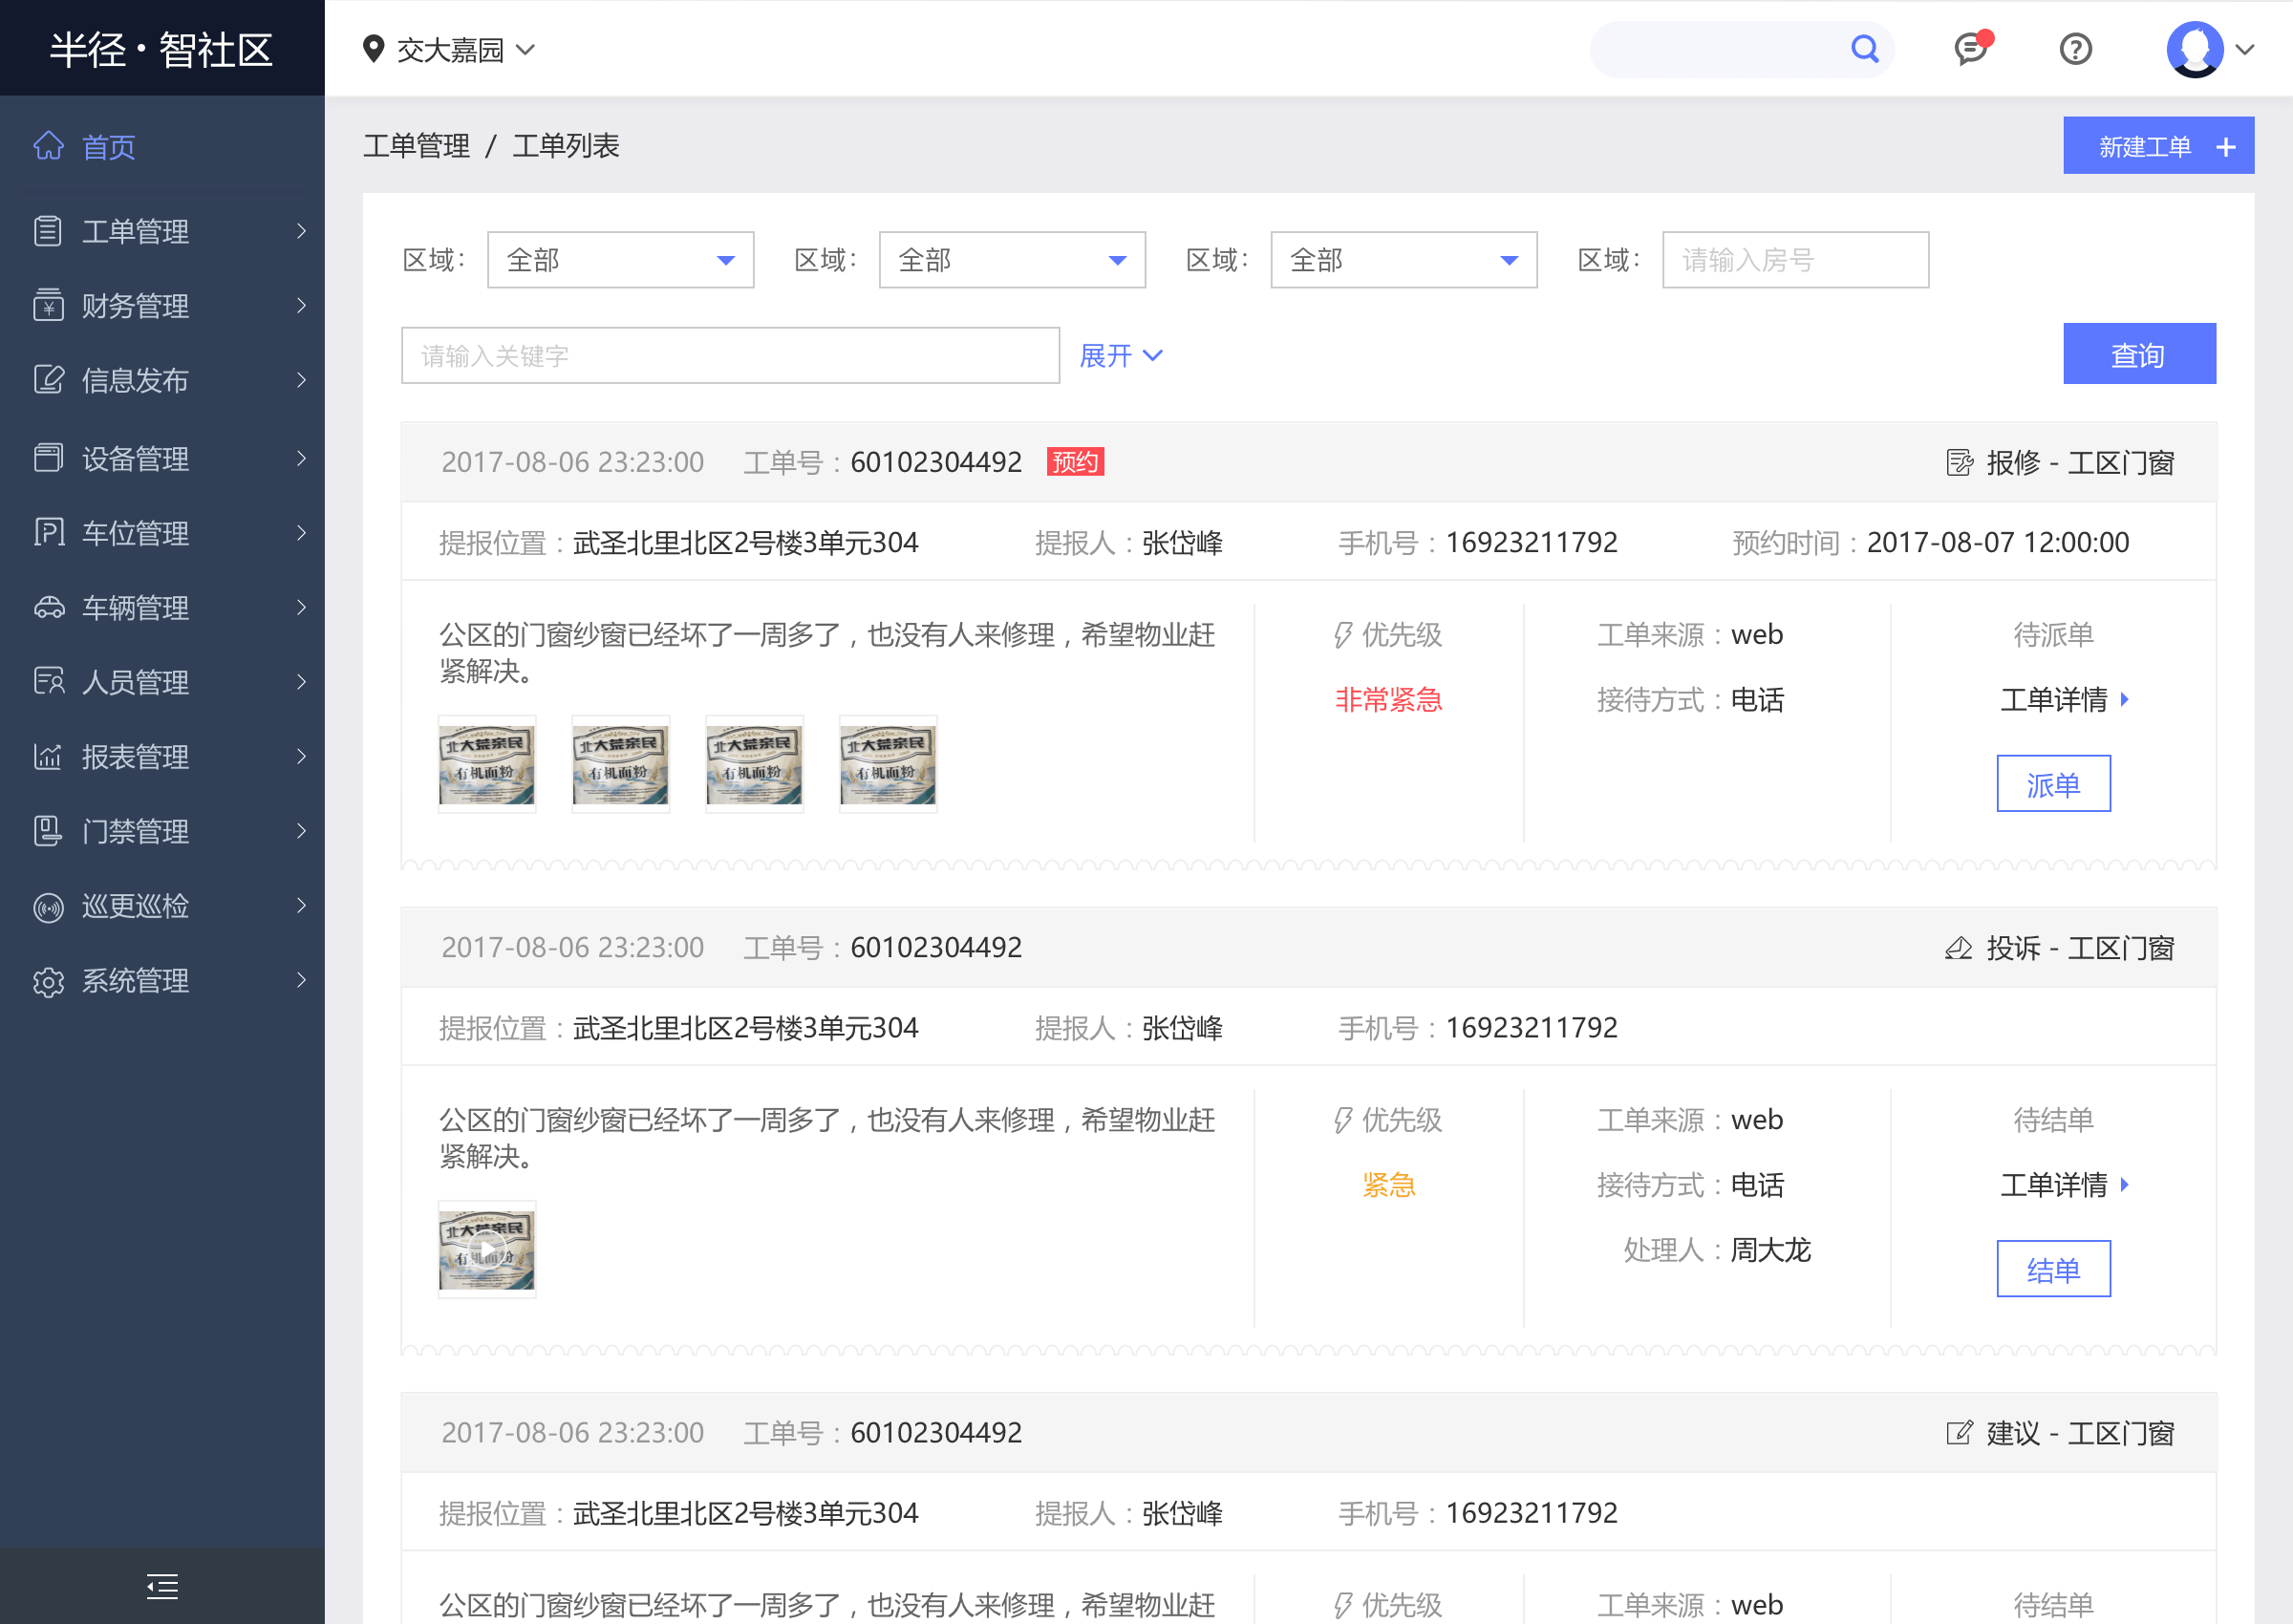 半径·智社区
交大嘉园
首页
工单管理
财务管理
信息发布
设备管理
车位管理
车辆管理
人员管理
报表管理
门禁管理
巡更巡检
系统管理
工单管理 / 工单列表
新建工单 +
区域: 全部 区域: 全部 区域: 全部 区域: 请输入房号
请输入关键字 展开 查询
2017-08-06 23:23:00 工单号：60102304492 预约 报修 - 工区门窗
提报位置：武圣北里北区2号楼3单元304 提报人：张岱峰 手机号：16923211792 预约时间：2017-08-07 12:00:00
公区的门窗纱窗已经坏了一周多了，也没有人来修理，希望物业赶
紧解决。
北大荒亲民 北大荒亲民 北大荒亲民 北大荒亲民
有机面粉 有机面粉 有机面粉 有机面粉
优先级
非常紧急
工单来源：web
接待方式：电话
待派单
工单详情
派单
2017-08-06 23:23:00 工单号：60102304492 投诉 - 工区门窗
提报位置：武圣北里北区2号楼3单元304 提报人：张岱峰 手机号：16923211792
公区的门窗纱窗已经坏了一周多了，也没有人来修理，希望物业赶
紧解决。
北大荒亲民
有机面粉
优先级
紧急
工单来源：web
接待方式：电话
处理人：周大龙
待结单
工单详情
结单
2017-08-06 23:23:00 工单号：60102304492 建议 - 工区门窗
提报位置：武圣北里北区2号楼3单元304 提报人：张岱峰 手机号：16923211792
公区的门窗纱窗已经坏了一周多了，也没有人来修理，希望物业赶
优先级 工单来源：web 待结单